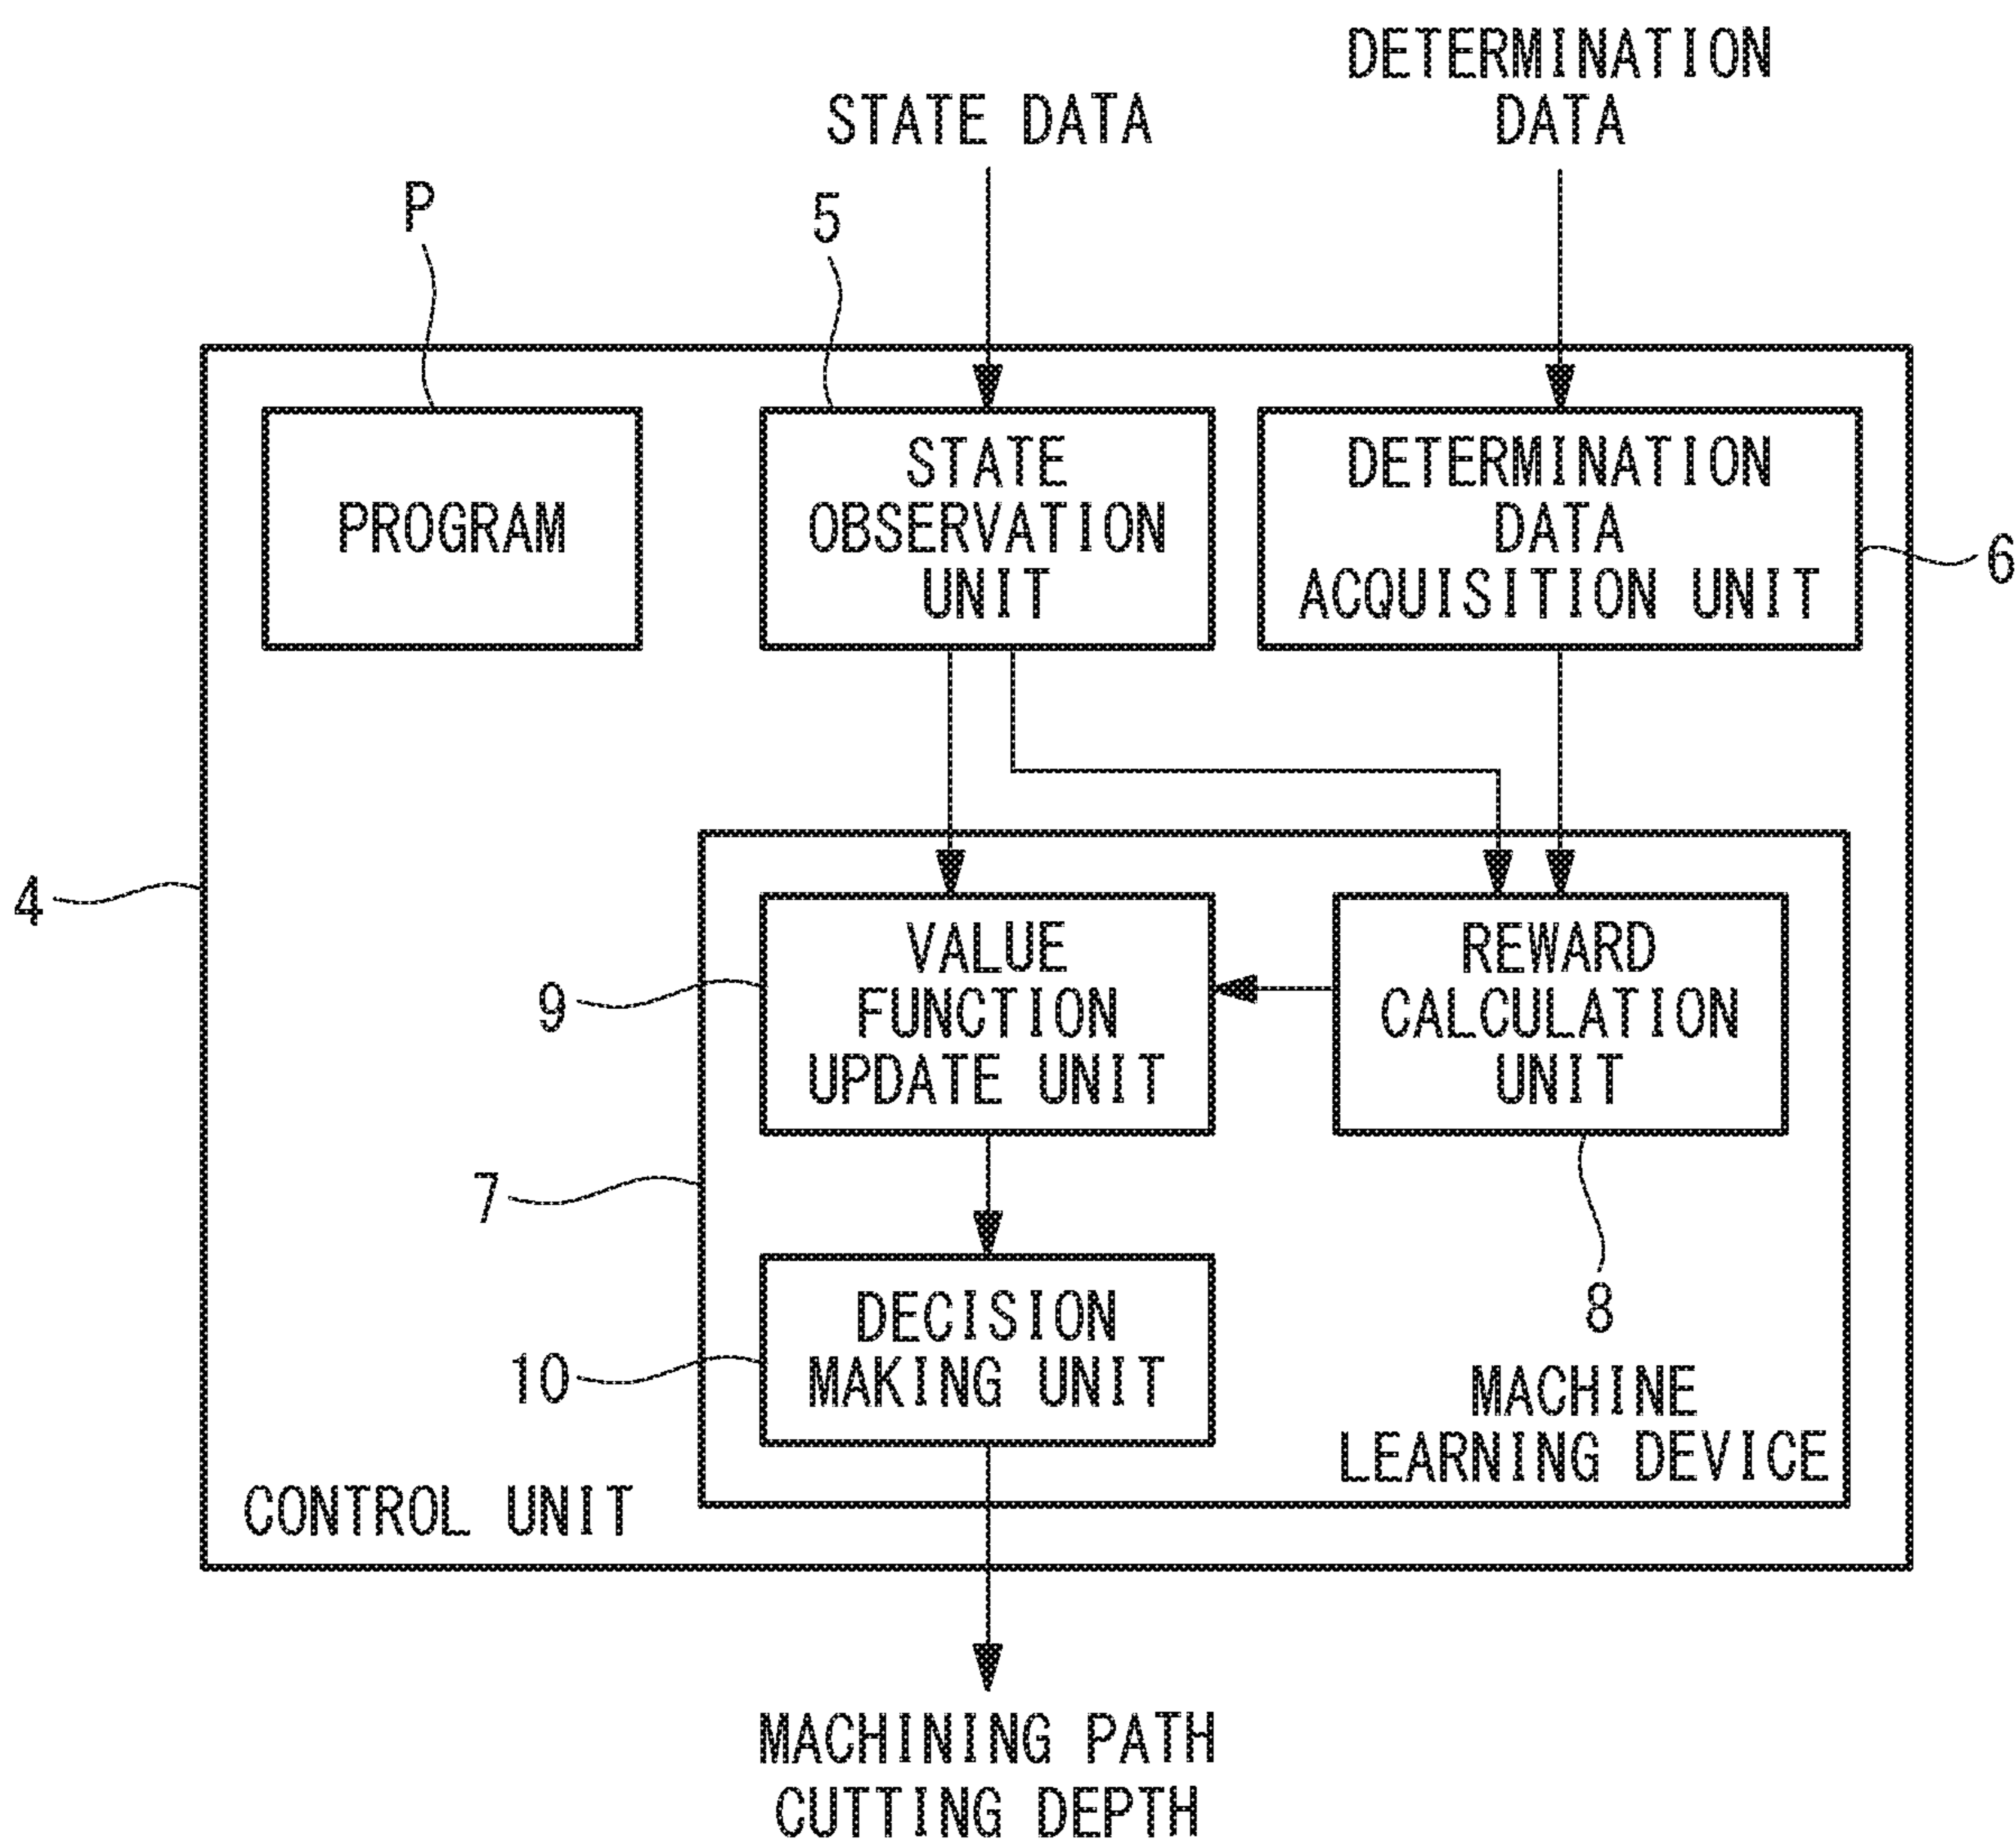 DETERMINATION
DATA
STATE DATA
P
5
PROGRAM
STATE
OBSERVATION
UNIT
DETERMINATION
DATA
ACQUISITION UNIT
6
4
VALUE
FUNCTION
UPDATE UNIT
9
REWARD
CALCULATION
UNIT
7
8
DECISION
MAKING UNIT
10
MACHINE
LEARNING DEVICE
CONTROL UNIT
MACHINING PATH
CUTTING DEPTH